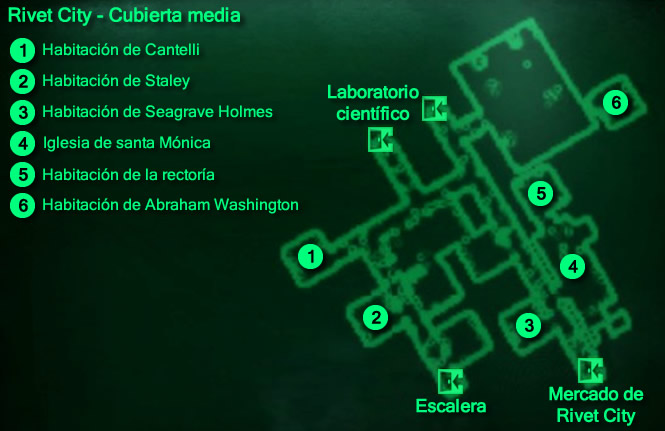 Rivet City - Cubierta media
1 Habitación de Cantelli
2 Habitación de Staley
3 Habitación de Seagrave Holmes
4 Iglesia de santa Mónica
5 Habitación de la rectoría
6 Habitación de Abraham Washington
Laboratorio
científico
6
5
1
4
2
3
Escalera
Mercado de
Rivet City